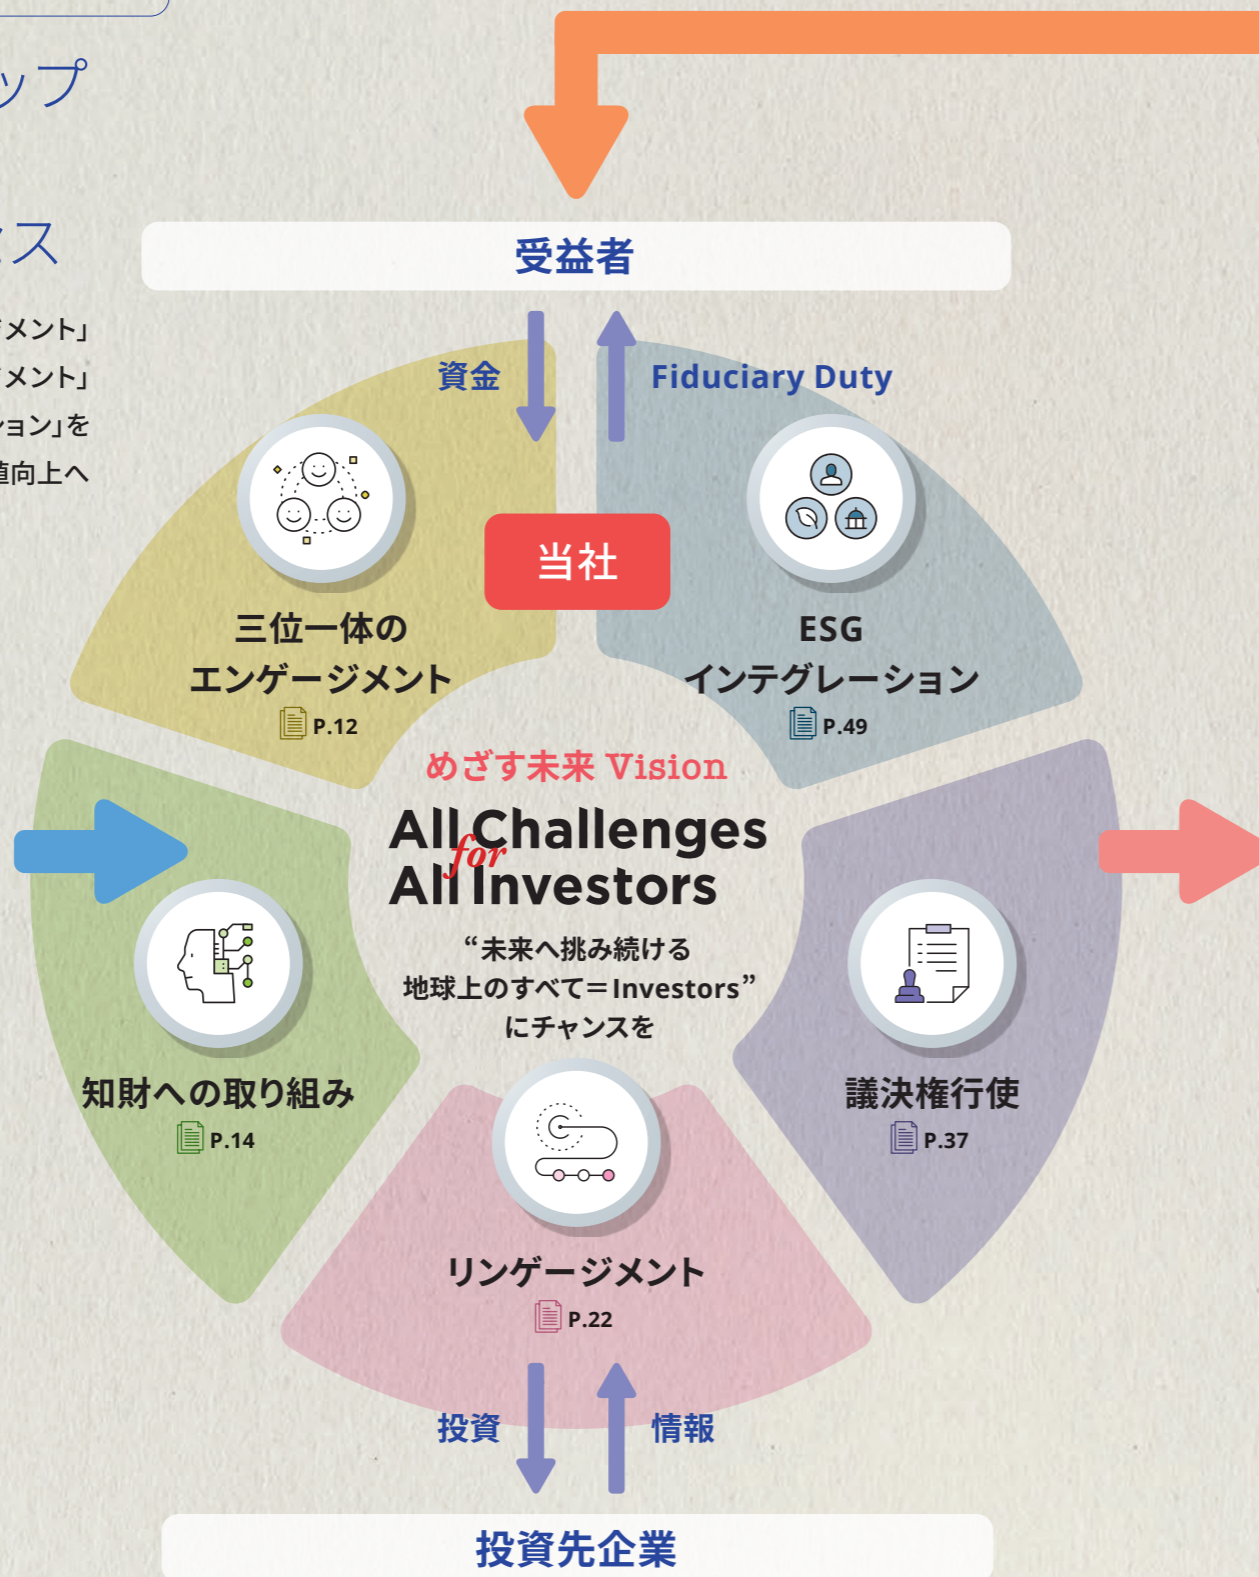 ップ
ス
メント」
メント」
ション」を
値向上へ
受益者
資金
Fiduciary Duty
当社
三位一体の
エンゲージメント
P.12
ESG
インテグレーション
P.49
めざす未来 Vision
All Challenges
for
All Investors
“未来へ挑み続ける
地球上のすべて＝Investors”
にチャンスを
知財への取り組み
P.14
議決権行使
P.37
リンゲージメント
P.22
投資
情報
投資先企業